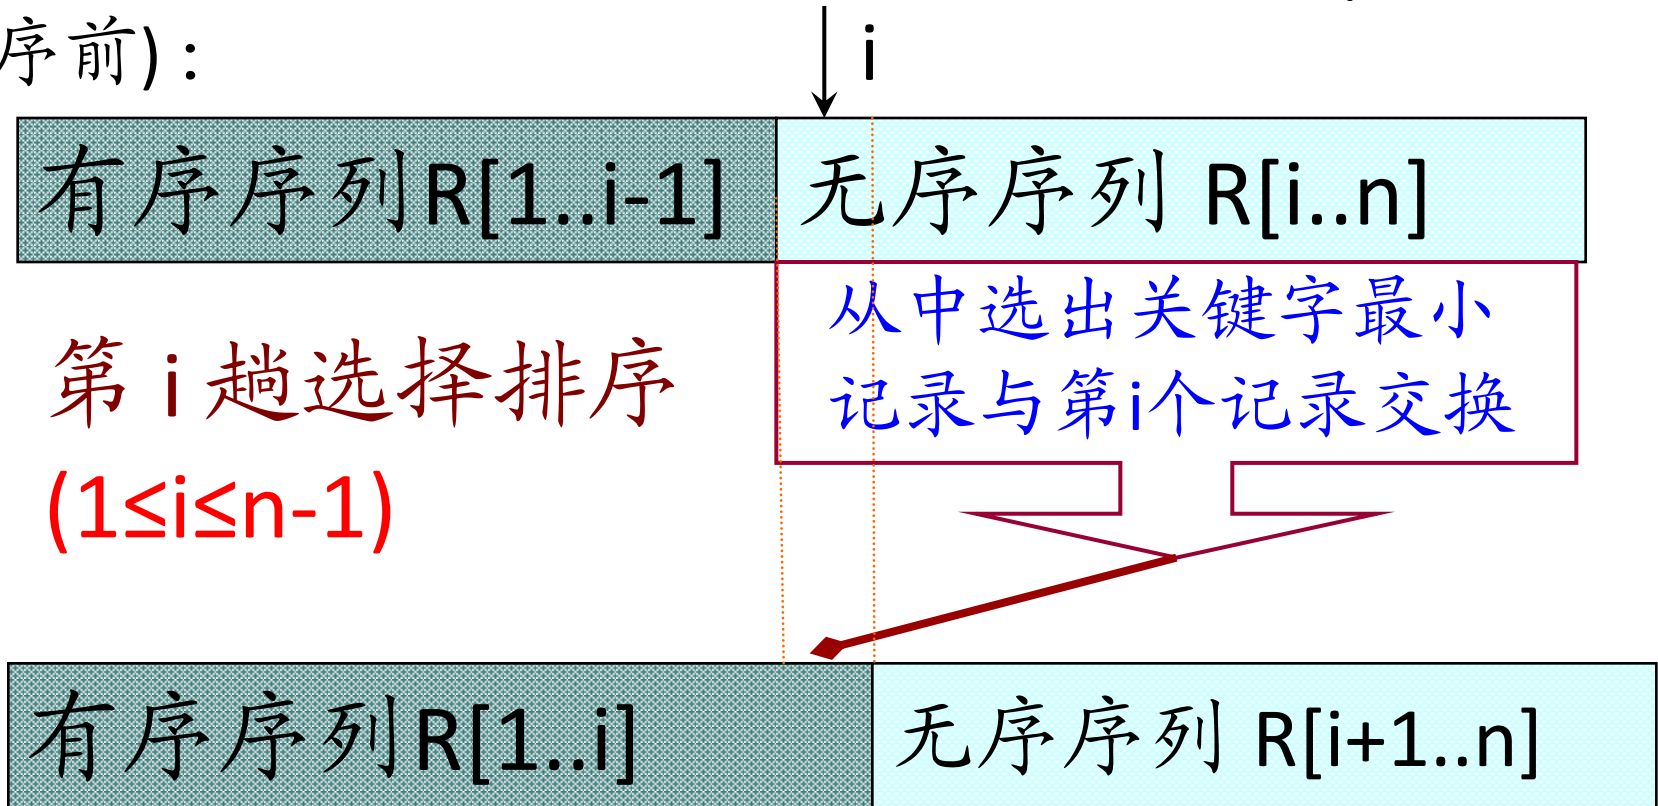 序前)：
i
有序序列R[1..i-1]
无序序列 R[i..n]
从中选出关键字最小
记录与第i个记录交换
第 i 趟选择排序
(1≤i≤n-1)
有序序列R[1..i]
无序序列 R[i+1..n]